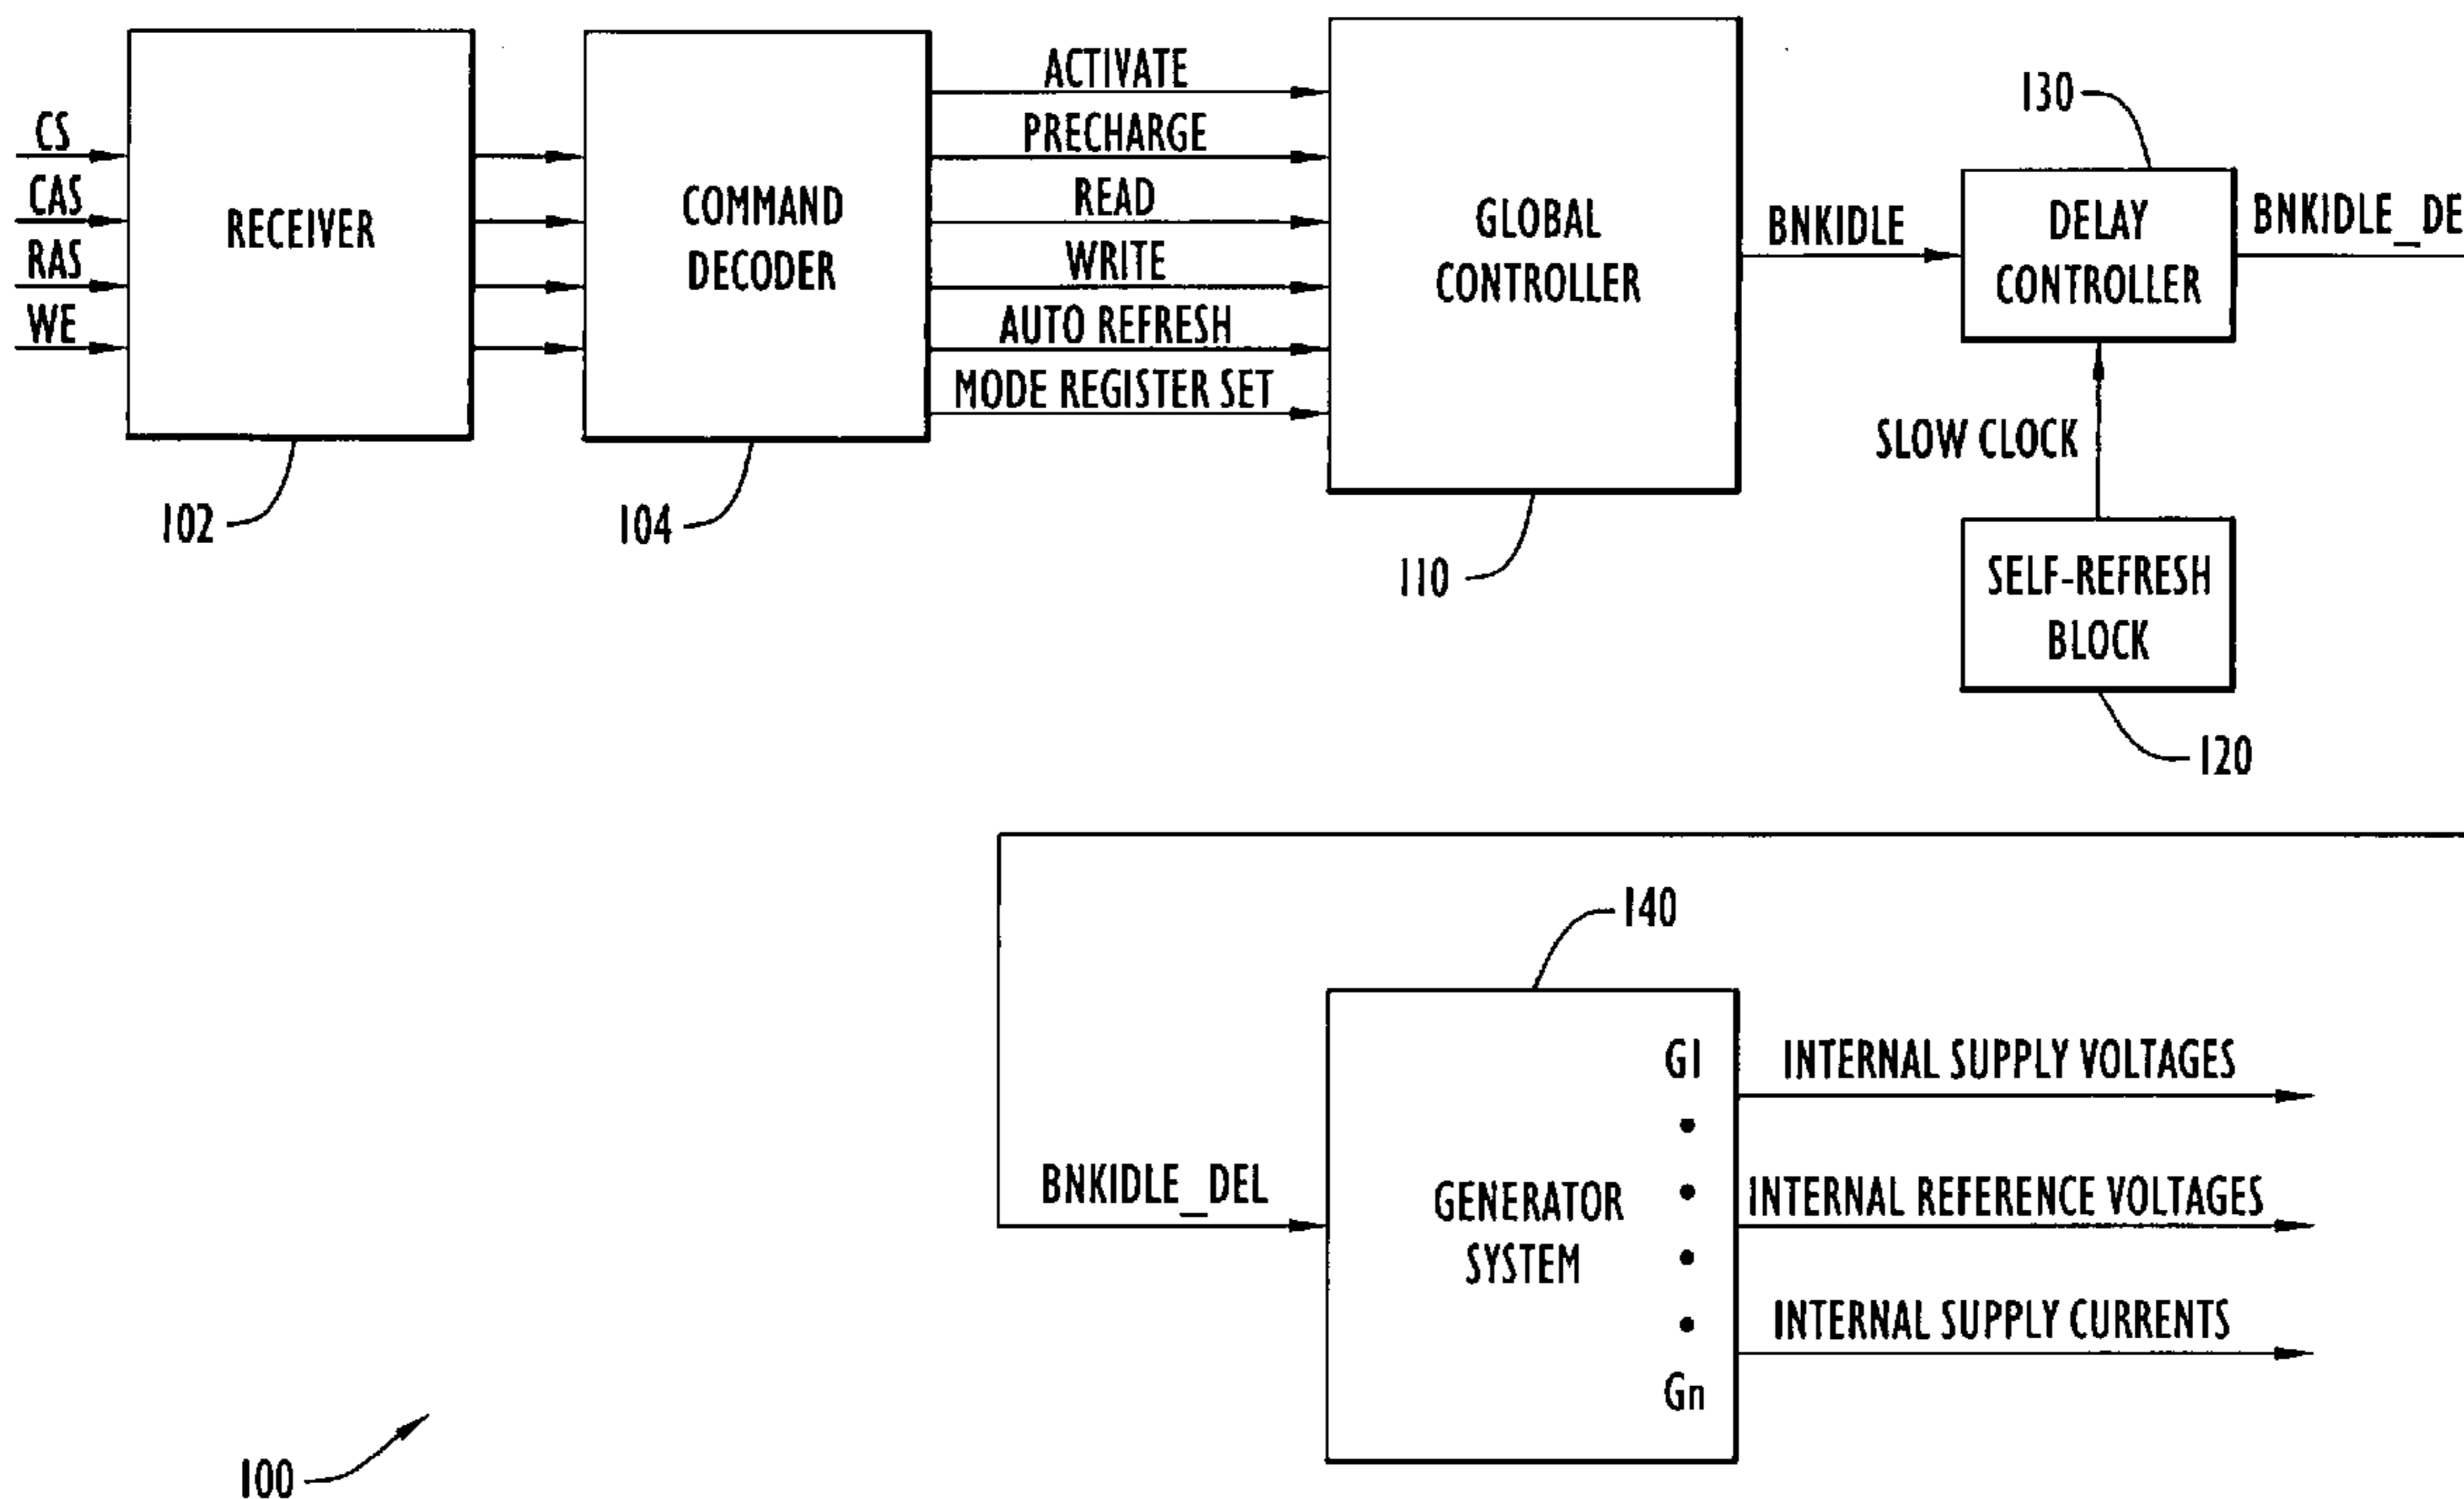 CS
CAS
RAS
WE
RECEIVER
102
COMMAND
DECODER
104
ACTIVATE
PRECHARGE
READ
WRITE
AUTO REFRESH
MODE REGISTER SET
GLOBAL
CONTROLLER
110
BNKIDLE
130
DELAY
CONTROLLER
BNKIDLE_DE
SLOW CLOCK
SELF-REFRESH
BLOCK
120
140
BNKIDLE_DEL
GENERATOR
SYSTEM
G1
Gn
INTERNAL SUPPLY VOLTAGES
INTERNAL REFERENCE VOLTAGES
INTERNAL SUPPLY CURRENTS
100